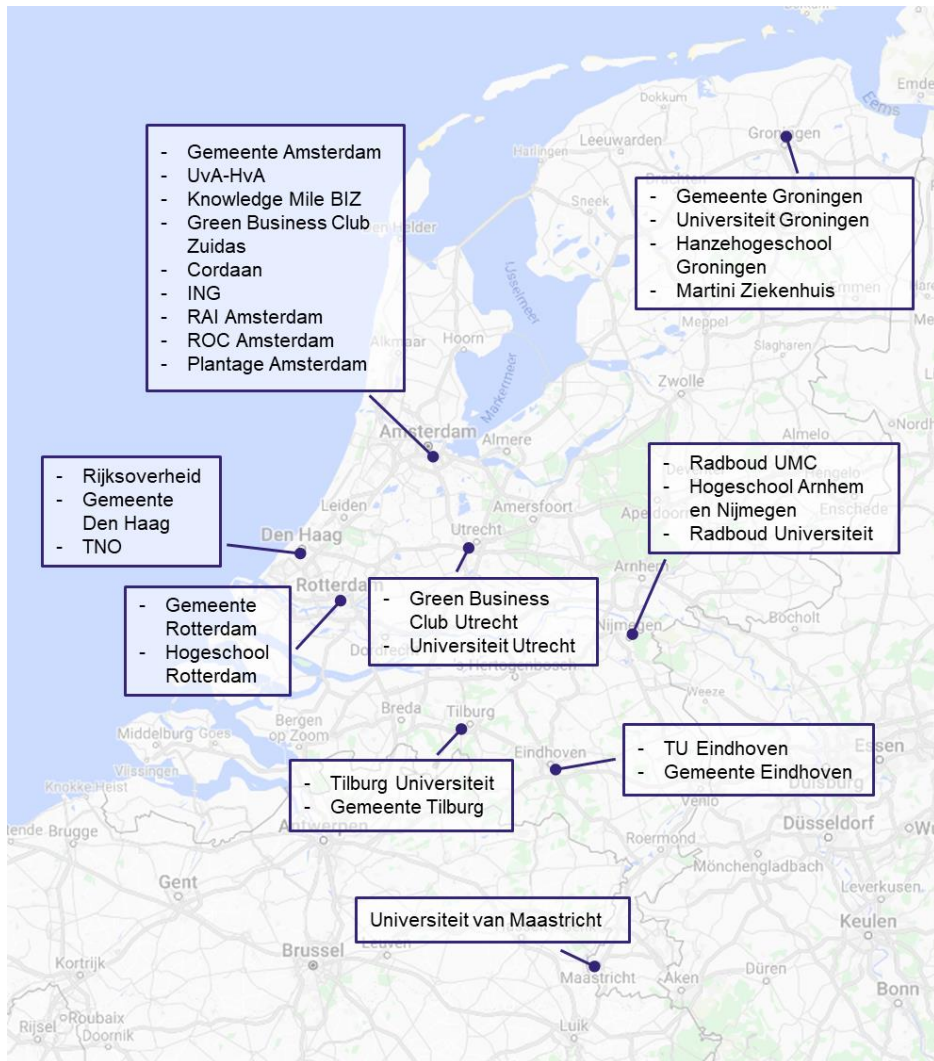 Dokkum
Eems
Leeuwarden
Groningen
Harlingen
- Gemeente Amsterdam
- UvA-HvA
- Knowledge Mile BIZ
- Green Business Club
Zuidas
- Cordaan
- ING
- RAI Amsterdam
- ROC Amsterdam
- Plantage Amsterdam
- Gemeente Groningen
- Universiteit Groningen
- Hanzehogeschool
Groningen
- Martini Ziekenhuis
Drachten
Sneek
Den Helder
IJsselmeer
Emmen
Meppel
Hoorn
Alkmaar
Slagharen
Markermeer
Zwolle
Amsterdam
Almere
Almelo
- Rijksoverheid
- Gemeente
Den Haag
- TNO
- Radboud UMC
- Hogeschool Arnhem
en Nijmegen
- Radboud Universiteit
Deventer
Hengelo
Enschede
Leiden
Amersfoort
Apeldoorn
Den Haag
Utrecht
Arnhem
Rotterdam
- Gemeente
Rotterdam
- Hogeschool
Rotterdam
- Green Business
Club Utrecht
- Universiteit Utrecht
Nijmegen
Bocholt
Dordrecht
's-Hertogenbosch
Weeze
Breda
Tilburg
Bergen
op Zoom
Middelburg
Goes
Vlissingen
Eindhoven
Essen
- TU Eindhoven
- Gemeente Eindhoven
Duisburg
Knokke-Heist
- Tilburg Universiteit
- Gemeente Tilburg
Venlo
Brugge
Antwerpen
Roermond
Düsseldorf
Mönchengladbach
Gent
Leverkusen
Universiteit van Maastricht
Keulen
Brussel
Leuven
Kortrijk
Maastricht
Aken
Düren
Bonn
Roubaix
Rijsel
Doornik
Luik